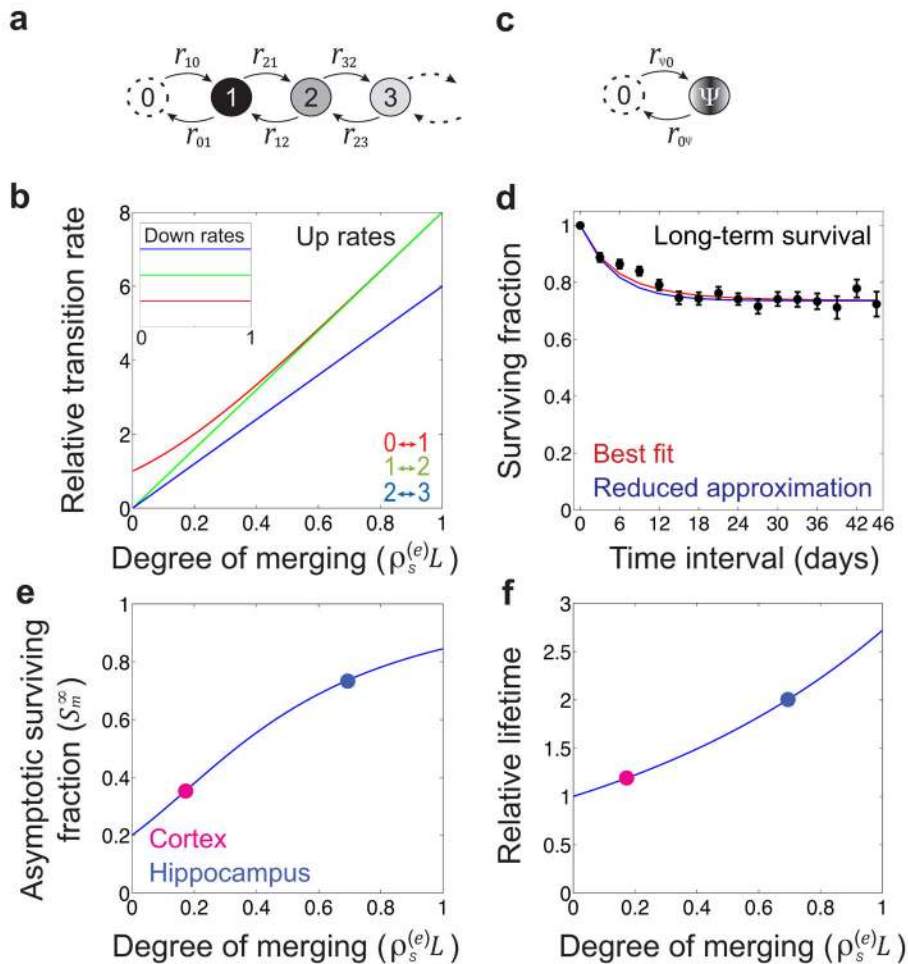 a
r₁₀ r₂₁ r₃₂
0 1 2 3
r₀₁ r₁₂ r₂₃
c
r_ψ0
0 Ψ
r_0ψ
b
Relative transition rate
8
6
4
2
0
Down rates
0 1
Up rates
0↔1
1↔2
2↔3
0 0.2 0.4 0.6 0.8 1
Degree of merging (ρₛ⁽ᵉ⁾L)
d
Surviving fraction
1
0.8
0.6
0.4
0.2
0
Long-term survival
Best fit
Reduced approximation
0 6 12 18 24 30 36 42 46
Time interval (days)
e
Asymptotic surviving
fraction (Sₘ^∞)
1
0.8
0.6
0.4
0.2
0
Cortex
Hippocampus
0 0.2 0.4 0.6 0.8 1
Degree of merging (ρₛ⁽ᵉ⁾L)
f
Relative lifetime
3
2.5
2
1.5
1
0.5
0
0 0.2 0.4 0.6 0.8 1
Degree of merging (ρₛ⁽ᵉ⁾L)